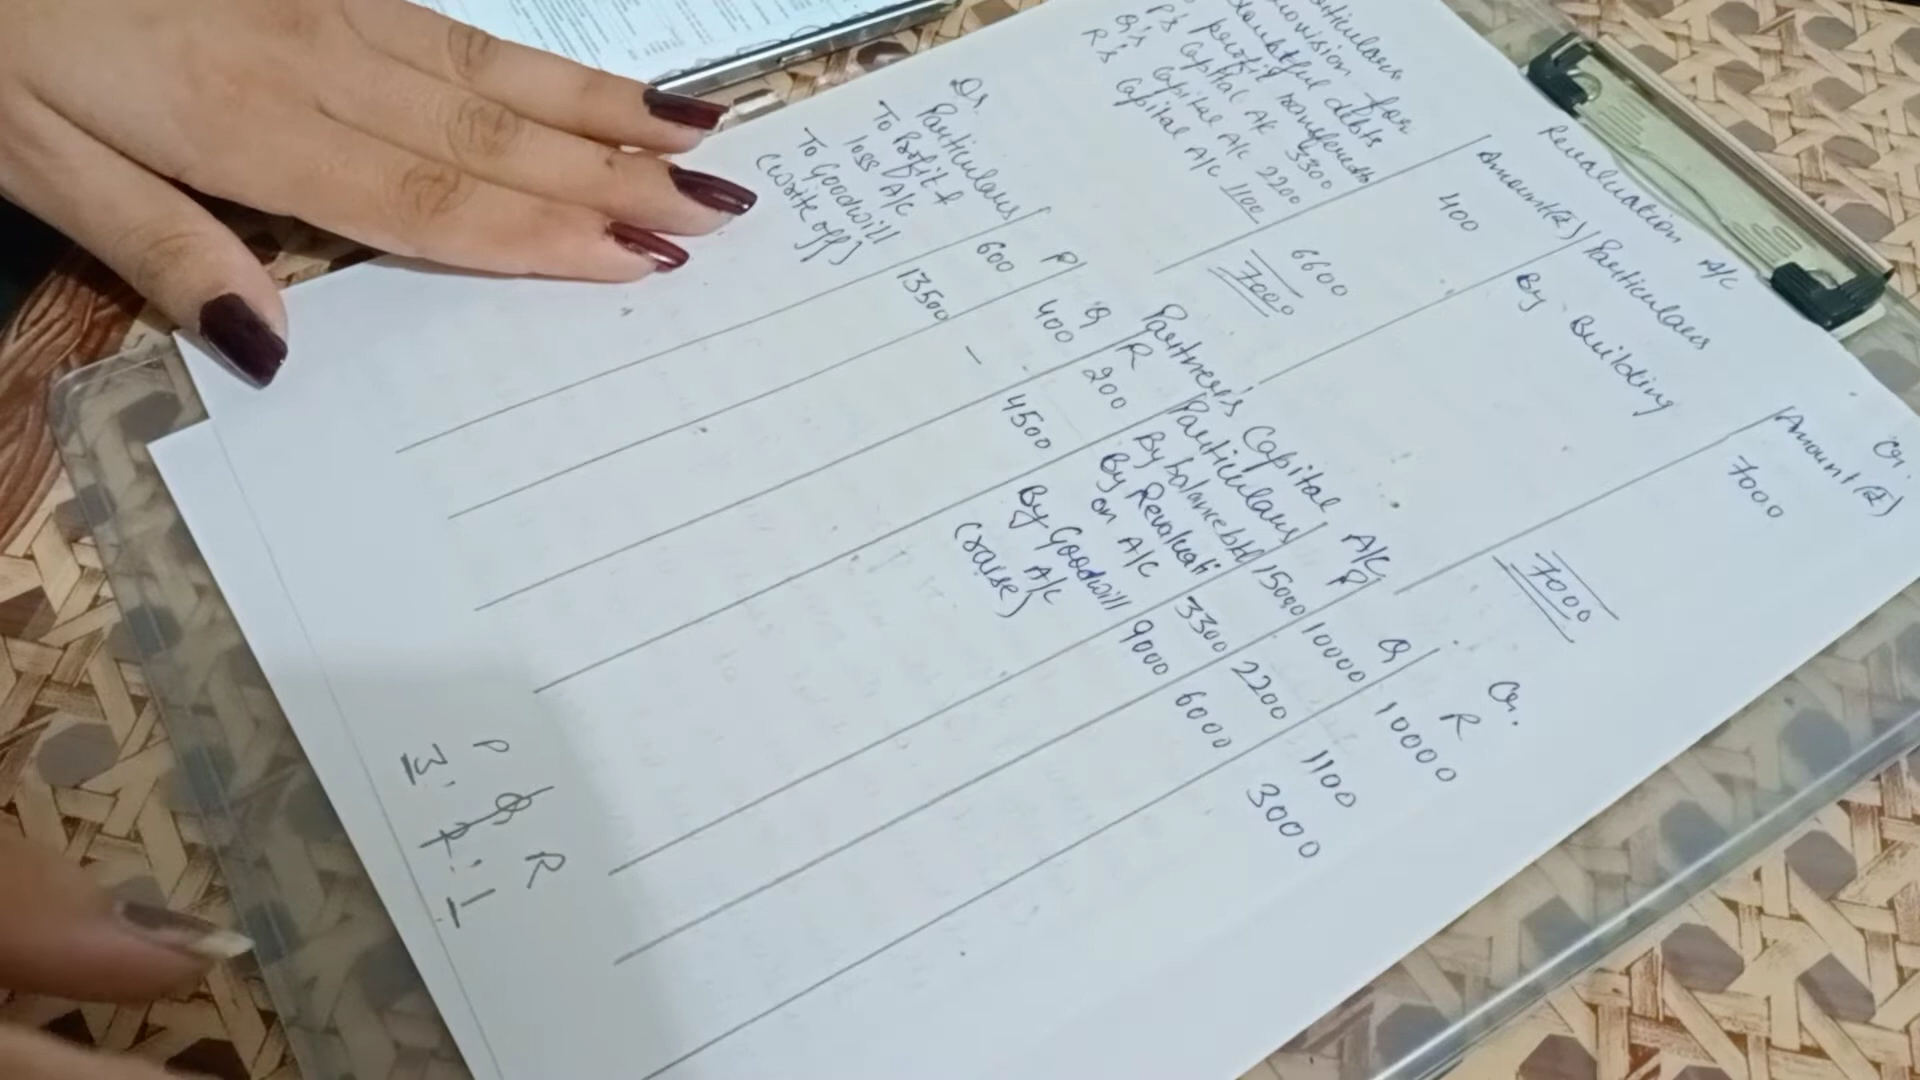 Revaluation A/c
Cr.
Particulars Amount(₹) Particulars Amount(₹)
Provision for 400 By Building 7000
doubtful debts
profit transferred
P's Capital A/c 3300
Q's Capital A/c 2200
R's Capital A/c 1100 6600
7000 7000
Partner's Capital A/c
Dr. Cr.
Particulars P Q R Particulars P Q R
To Profit & 600 400 200 By balance b/d 15000 10000 10000
loss A/c
By Revaluati 3300 2200 1100
on A/c
To Goodwill 13500 - 4500 By Goodwill 9000 6000 3000
(write off) A/c
(raise)
P Q R
3: : 1